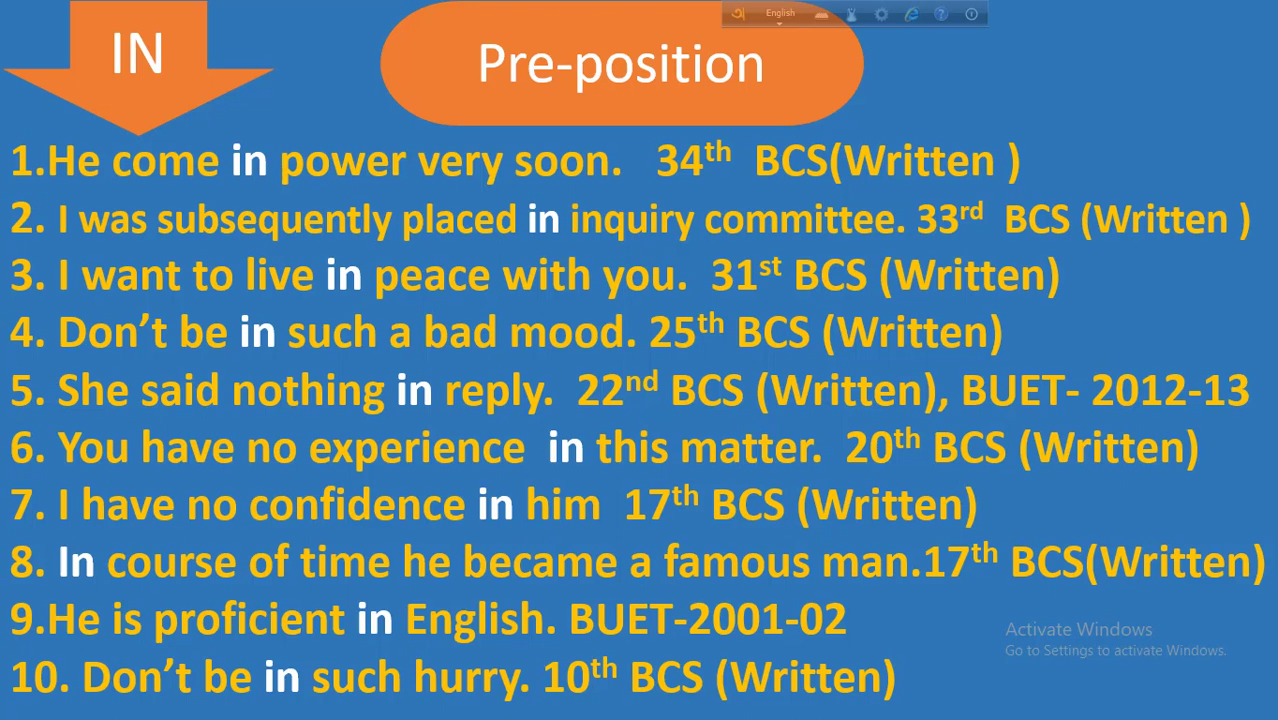 IN
Pre-position
অ English
1.He come in power very soon. 34th BCS(Written )
2. I was subsequently placed in inquiry committee. 33rd BCS (Written )
3. I want to live in peace with you. 31st BCS (Written)
4. Don’t be in such a bad mood. 25th BCS (Written)
5. She said nothing in reply. 22nd BCS (Written), BUET- 2012-13
6. You have no experience in this matter. 20th BCS (Written)
7. I have no confidence in him 17th BCS (Written)
8. In course of time he became a famous man.17th BCS(Written)
9.He is proficient in English. BUET-2001-02
10. Don’t be in such hurry. 10th BCS (Written)
Activate Windows
Go to Settings to activate Windows.